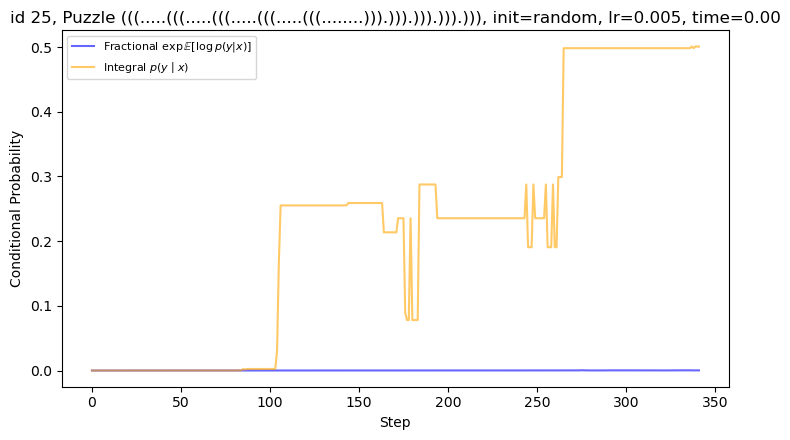 id 25, Puzzle (((.....(((.....(((.....(((.....(((........))).))).))).))).))), init=random, lr=0.005, time=0.00
Fractional exp𝔼[log p(y|x)]
Integral p(y | x)
Conditional Probability
0.5
0.4
0.3
0.2
0.1
0.0
0 50 100 150 200 250 300 350
Step